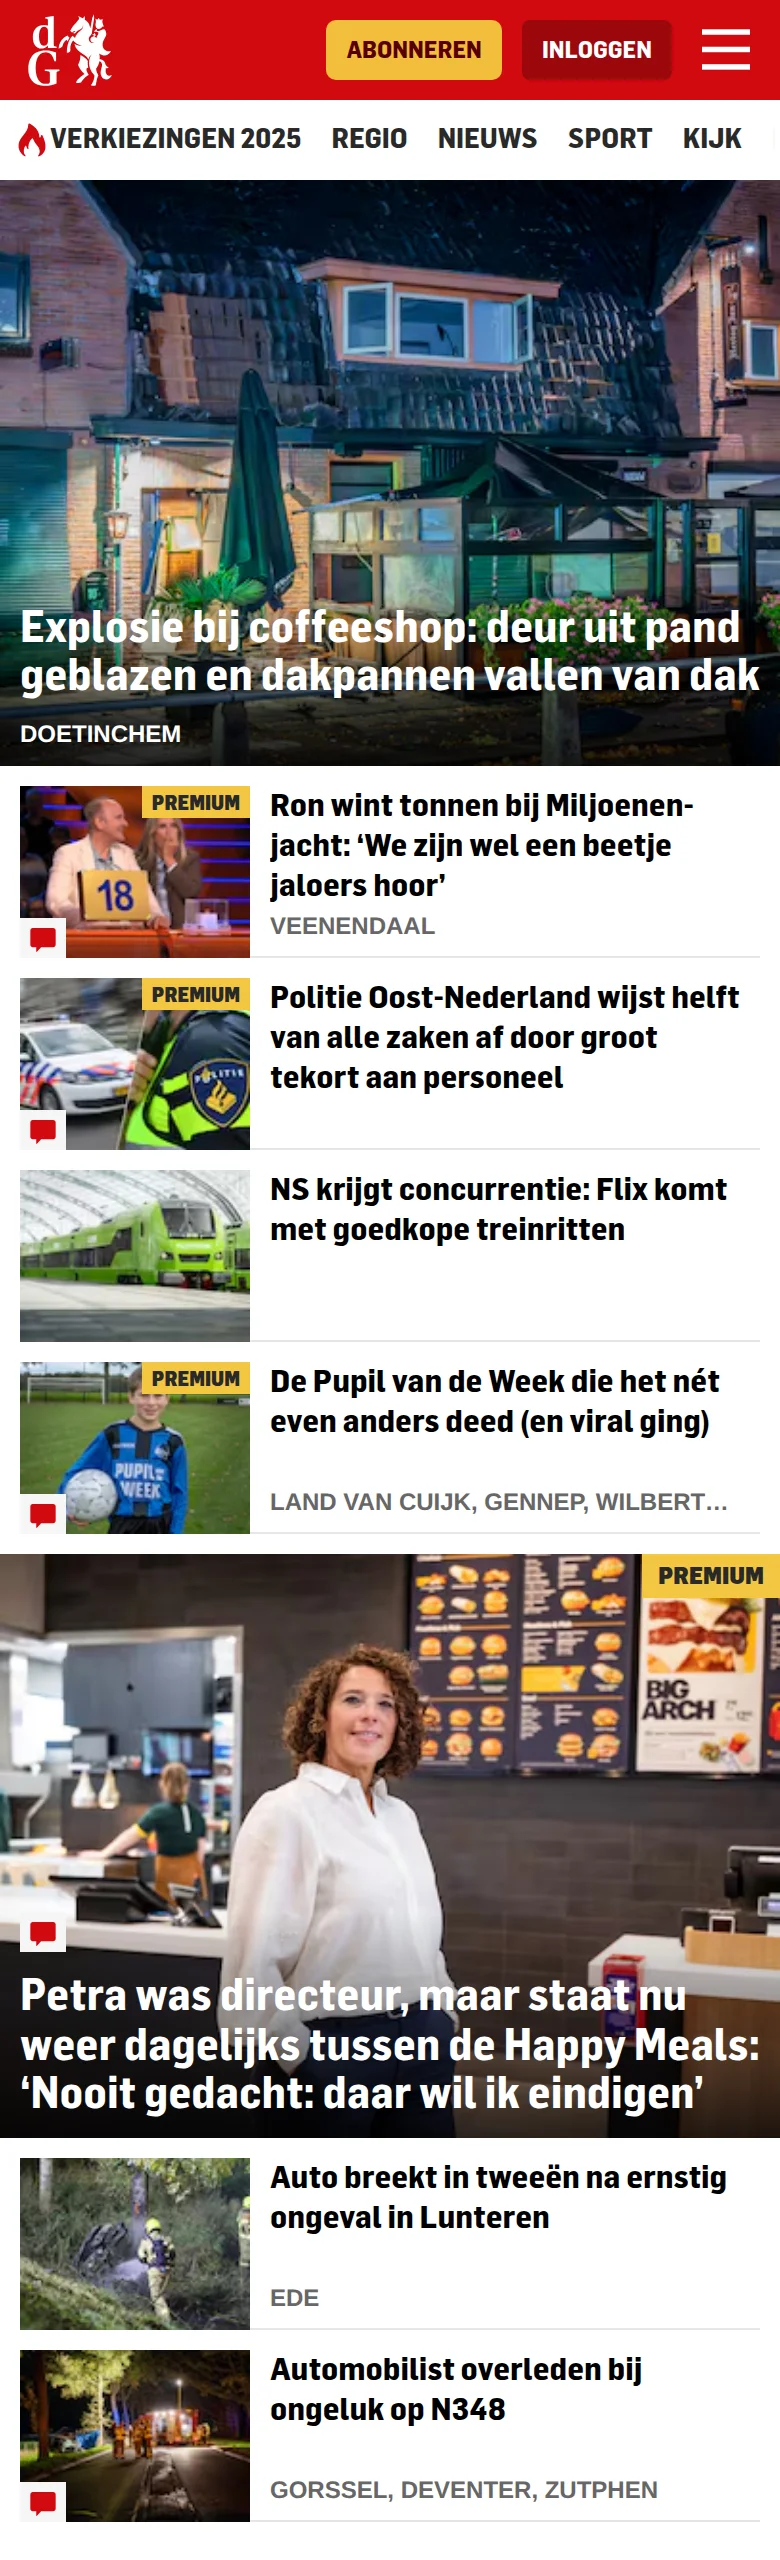 d
G
ABONNEREN
INLOGGEN
VERKIEZINGEN 2025
REGIO
NIEUWS
SPORT
KIJK
Explosie bij coffeeshop: deur uit pand
geblazen en dakpannen vallen van dak
DOETINCHEM
PREMIUM
18
Ron wint tonnen bij Miljoenen-
jacht: ‘We zijn wel een beetje
jaloers hoor’
VEENENDAAL
PREMIUM
POLITIE
Politie Oost-Nederland wijst helft
van alle zaken af door groot
tekort aan personeel
NS krijgt concurrentie: Flix komt
met goedkope treinritten
PREMIUM
PUPIL
WEEK
De Pupil van de Week die het nét
even anders deed (en viral ging)
LAND VAN CUIJK, GENNEP, WILBERT…
PREMIUM
BIG
ARCH
Petra was directeur, maar staat nu
weer dagelijks tussen de Happy Meals:
‘Nooit gedacht: daar wil ik eindigen’
Auto breekt in tweeën na ernstig
ongeval in Lunteren
EDE
Automobilist overleden bij
ongeluk op N348
GORSSEL, DEVENTER, ZUTPHEN